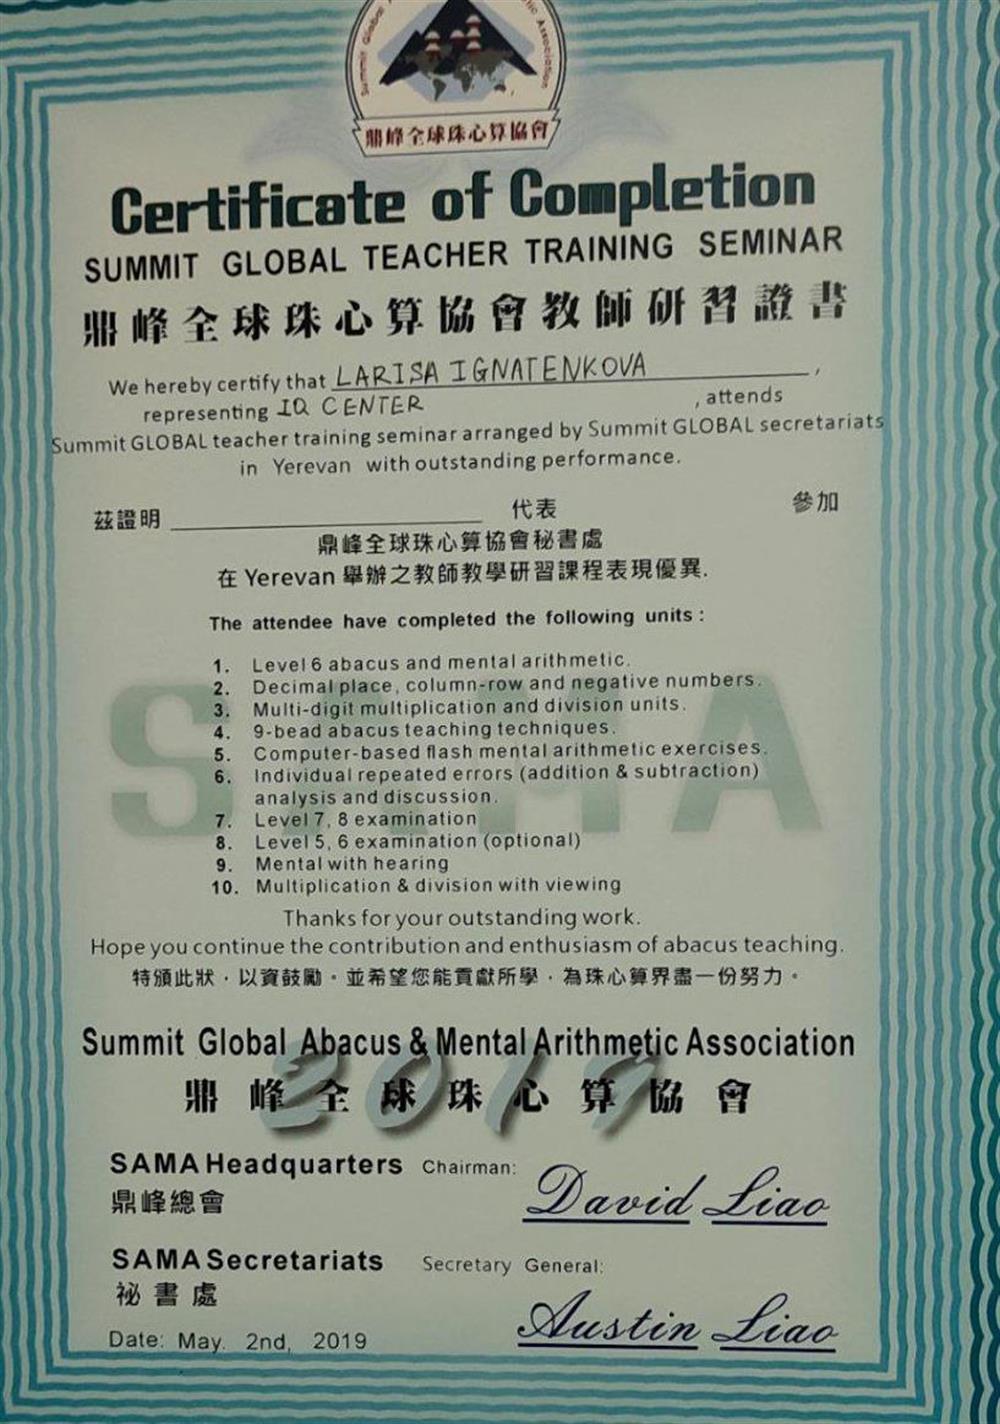 Summit Global
Association
鼎峰全球珠心算協會
Certificate of Completion
SUMMIT GLOBAL TEACHER TRAINING SEMINAR
鼎峰全球珠心算協會教師研習證書
We hereby certify that LARISA IGNATENKOVA ,
representing IQ CENTER , attends
Summit GLOBAL teacher training seminar arranged by Summit GLOBAL secretariats
in Yerevan with outstanding performance.
茲證明 代表 參加
鼎峰全球珠心算協會秘書處
在 Yerevan 舉辦之教師教學研習課程表現優異.
The attendee have completed the following units :
1. Level 6 abacus and mental arithmetic.
2. Decimal place, column-row and negative numbers.
3. Multi-digit multiplication and division units.
4. 9-bead abacus teaching techniques.
5. Computer-based flash mental arithmetic exercises.
6. Individual repeated errors (addition & subtraction)
analysis and discussion.
7. Level 7, 8 examination
8. Level 5, 6 examination (optional)
9. Mental with hearing
10. Multiplication & division with viewing
SAMA
Thanks for your outstanding work.
Hope you continue the contribution and enthusiasm of abacus teaching.
特頒此狀，以資鼓勵。並希望您能貢獻所學，為珠心算界盡一份努力。
Summit Global Abacus & Mental Arithmetic Association
2019
鼎峰全球珠心算協會
SAMA Headquarters Chairman: David Liao
鼎峰總會
SAMA Secretariats Secretary General:
祕書處 Austin Liao
Date: May. 2nd, 2019